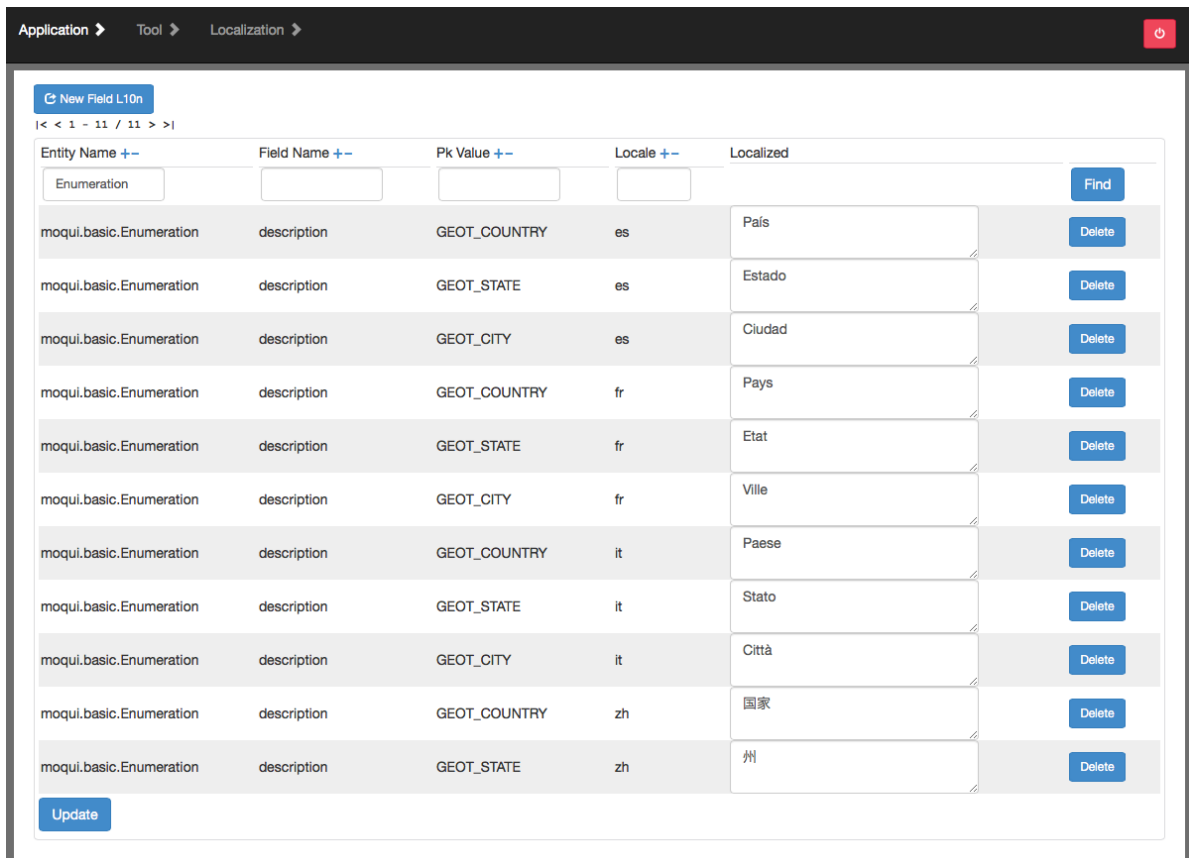 Application Tool Localization
New Field L10n
|< < 1 - 11 / 11 > >|
Entity Name +- Field Name +- Pk Value +- Locale +- Localized
Enumeration Find
moqui.basic.Enumeration description GEOT_COUNTRY es País Delete
moqui.basic.Enumeration description GEOT_STATE es Estado Delete
moqui.basic.Enumeration description GEOT_CITY es Ciudad Delete
moqui.basic.Enumeration description GEOT_COUNTRY fr Pays Delete
moqui.basic.Enumeration description GEOT_STATE fr Etat Delete
moqui.basic.Enumeration description GEOT_CITY fr Ville Delete
moqui.basic.Enumeration description GEOT_COUNTRY it Paese Delete
moqui.basic.Enumeration description GEOT_STATE it Stato Delete
moqui.basic.Enumeration description GEOT_CITY it Città Delete
moqui.basic.Enumeration description GEOT_COUNTRY zh 国家 Delete
moqui.basic.Enumeration description GEOT_STATE zh 州 Delete
Update